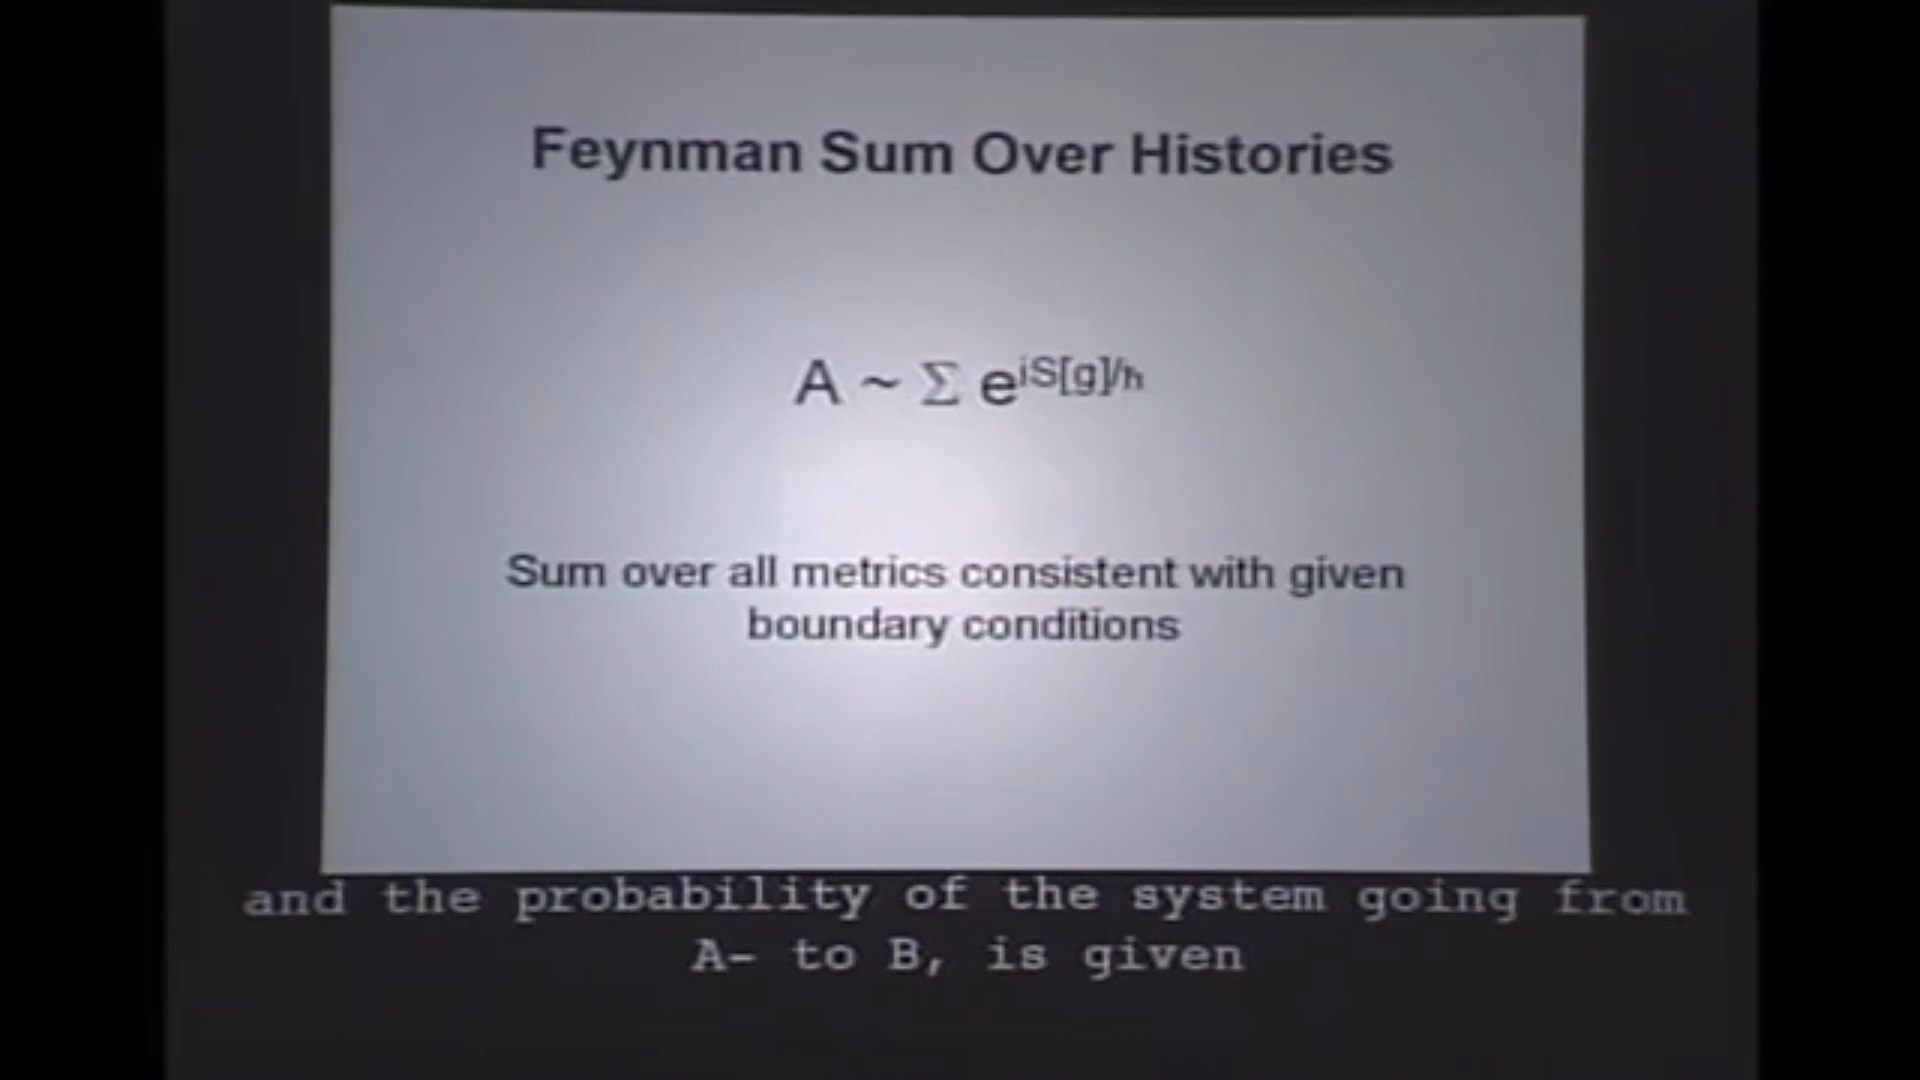 Feynman Sum Over Histories
A ~ Σ e^{iS[g]/ħ}
Sum over all metrics consistent with given
boundary conditions
and the probability of the system going from
A- to B, is given